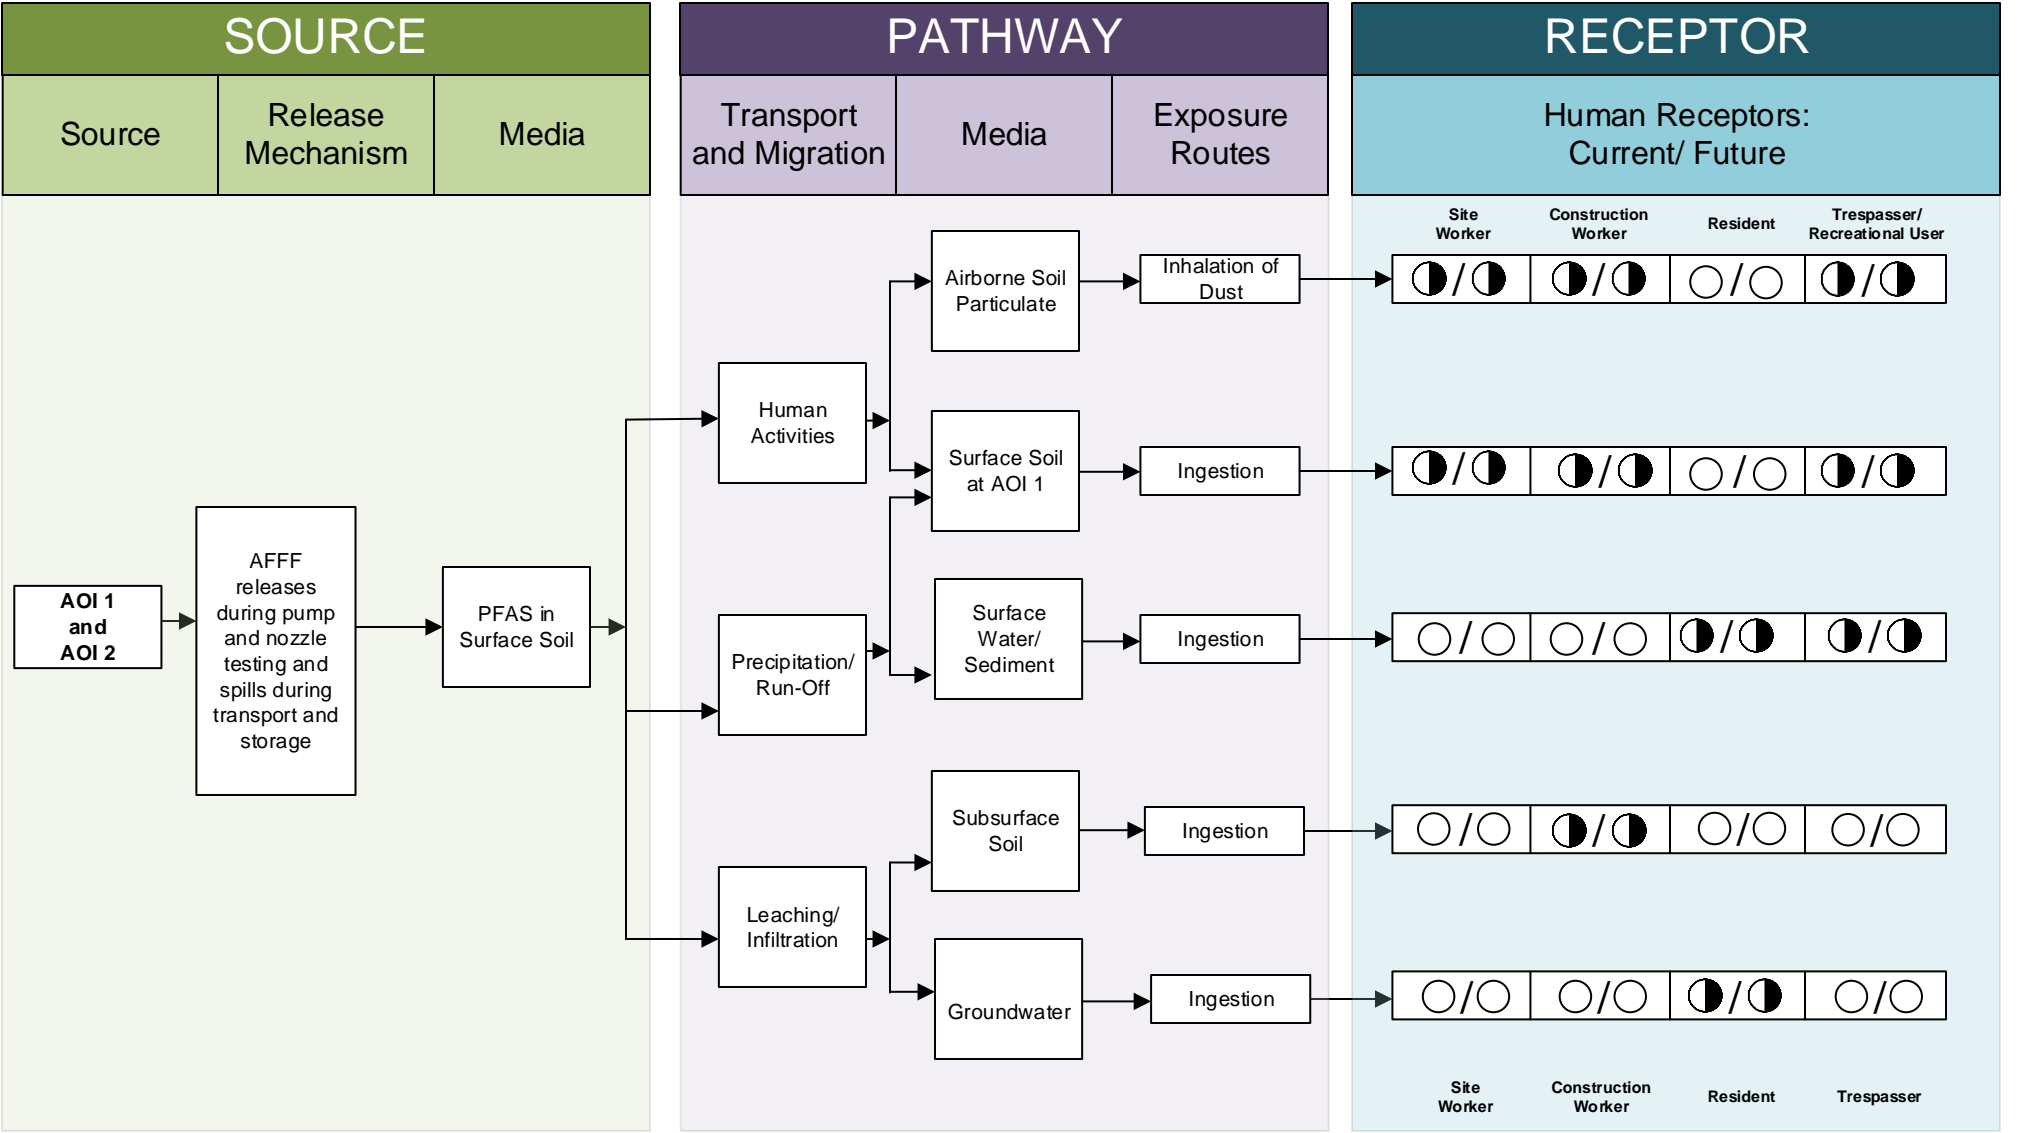 SOURCE
PATHWAY
RECEPTOR
Source
Release
Mechanism
Media
Transport
and Migration
Media
Exposure
Routes
Human Receptors:
Current/ Future
Site
Worker
Construction
Worker
Resident
Trespasser/
Recreational User
Airborne Soil
Particulate
Inhalation of
Dust
/
/
/
/
Human
Activities
Surface Soil
at AOI 1
Ingestion
/
/
/
/
AOI 1
and
AOI 2
AFFF
releases
during pump
and nozzle
testing and
spills during
transport and
storage
PFAS in
Surface Soil
Precipitation/
Run-Off
Surface
Water/
Sediment
Ingestion
/
/
/
/
Subsurface
Soil
Ingestion
/
/
/
/
Leaching/
Infiltration
Groundwater
Ingestion
/
/
/
/
Site
Worker
Construction
Worker
Resident
Trespasser